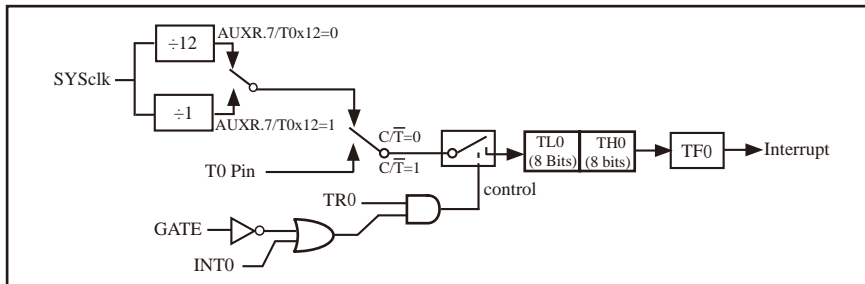 ÷12
AUXR.7/T0x12=0
SYSclk
÷1
AUXR.7/T0x12=1
C/T̅=0
C/T̅=1
T0 Pin
TL0
(8 Bits)
TH0
(8 bits)
TF0
Interrupt
control
TR0
GATE
INT0